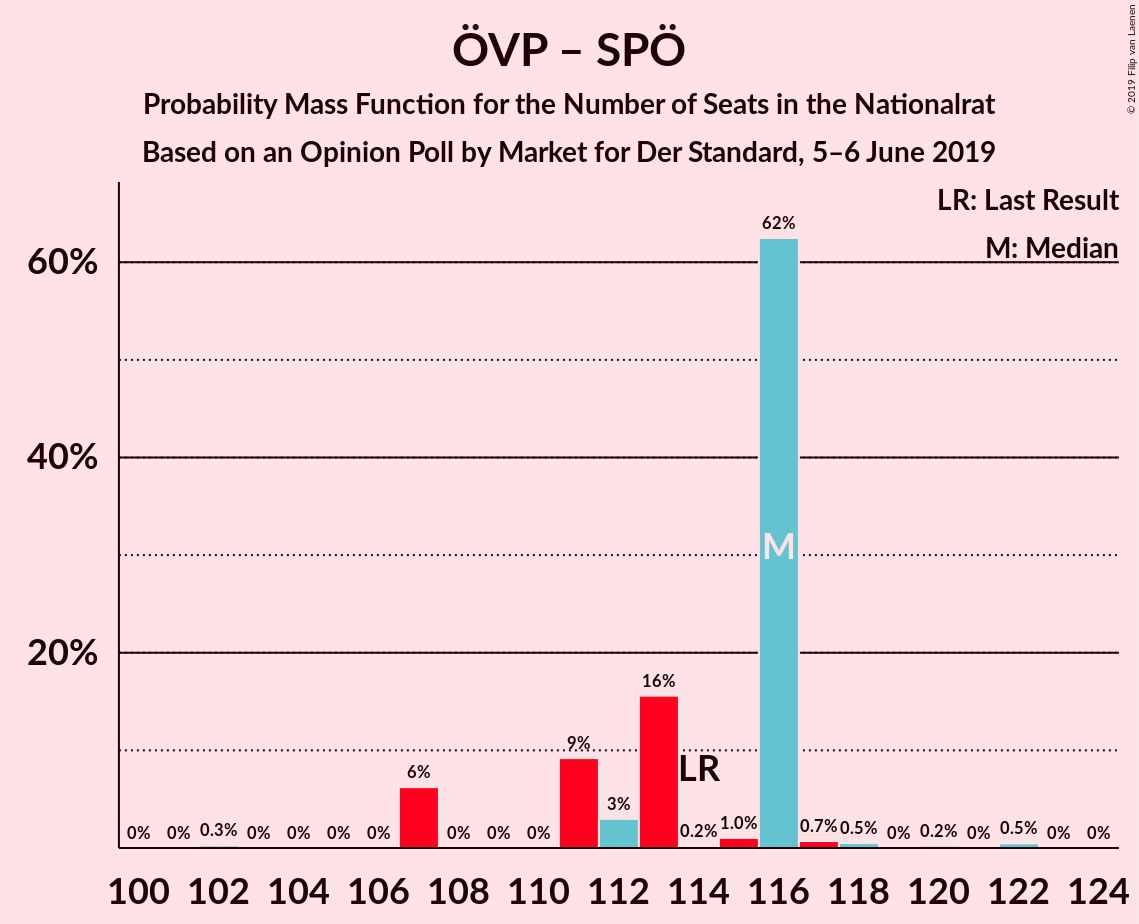 ÖVP – SPÖ
Probability Mass Function for the Number of Seats in the Nationalrat
Based on an Opinion Poll by Market for Der Standard, 5–6 June 2019
© 2019 Filip van Laenen
LR: Last Result
M: Median
60%
40%
20%
0% 0% 0.3% 0% 0% 0% 0% 6% 0% 0% 0% 9% 3% 16% 0.2% 1.0% 62% 0.7% 0.5% 0% 0.2% 0% 0.5% 0% 0%
M
LR
100 102 104 106 108 110 112 114 116 118 120 122 124